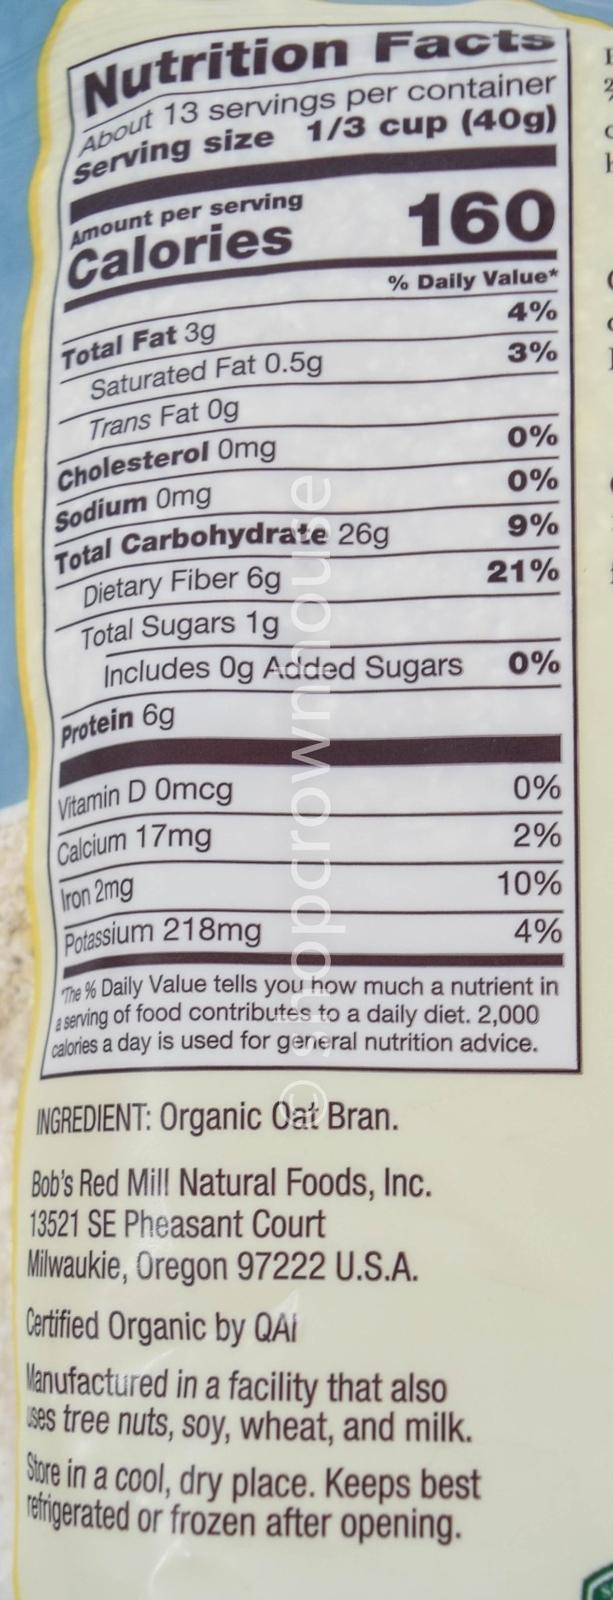 Nutrition Facts
About 13 servings per container
Serving size 1/3 cup (40g)
Amount per serving
Calories 160
% Daily Value*
Total Fat 3g 4%
Saturated Fat 0.5g 3%
Trans Fat 0g
Cholesterol 0mg 0%
Sodium 0mg 0%
Total Carbohydrate 26g 9%
Dietary Fiber 6g 21%
Total Sugars 1g
Includes 0g Added Sugars 0%
Protein 6g
Vitamin D 0mcg 0%
Calcium 17mg 2%
Iron 2mg 10%
Potassium 218mg 4%
*The % Daily Value tells you how much a nutrient in
a serving of food contributes to a daily diet. 2,000
calories a day is used for general nutrition advice.
INGREDIENT: Organic Oat Bran.
Bob's Red Mill Natural Foods, Inc.
13521 SE Pheasant Court
Milwaukie, Oregon 97222 U.S.A.
Certified Organic by QAI
Manufactured in a facility that also
uses tree nuts, soy, wheat, and milk.
Store in a cool, dry place. Keeps best
refrigerated or frozen after opening.
© shopcrownhouse